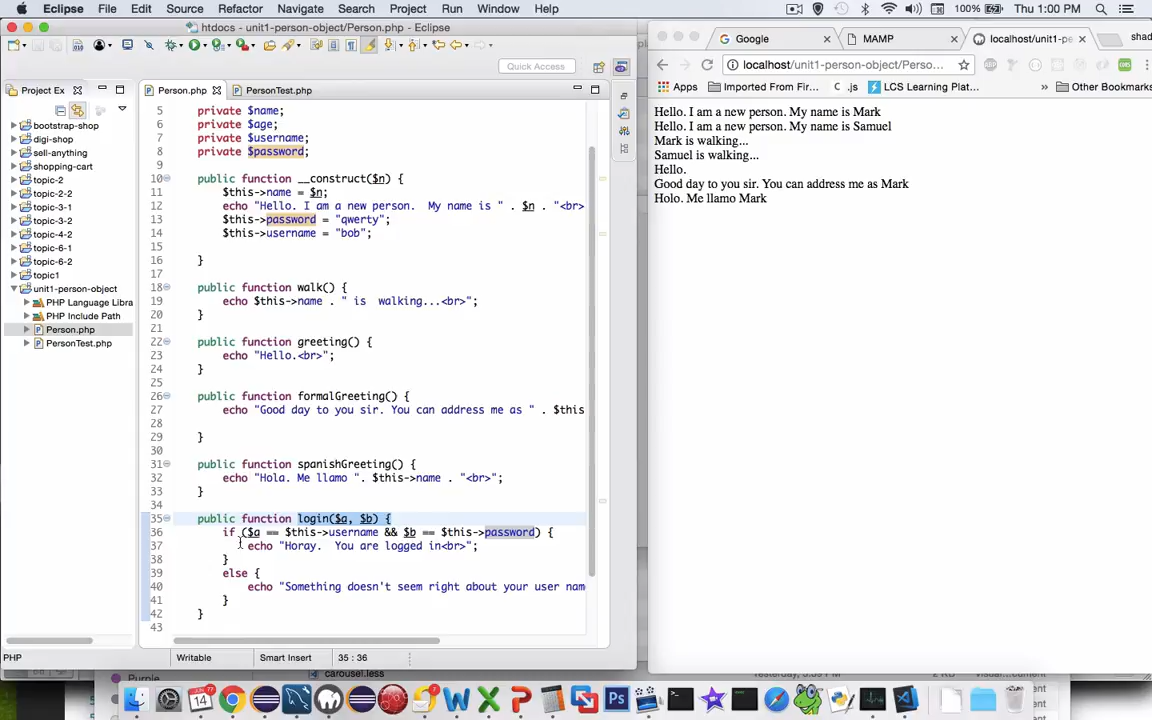 Eclipse File Edit Source Refactor Navigate Search Project Run Window Help 100% Thu 1:00 PM
htdocs - unit1-person-object/Person.php - Eclipse
Quick Access
Project Ex
Person.php PersonTest.php
bootstrap-shop
digi-shop
sell-anything
shopping-cart
topic-2
topic-2-2
topic-3-1
topic-3-2
topic-4-2
topic-6-1
topic-6-2
topic1
unit1-person-object
PHP Language Libra
PHP Include Path
Person.php
PersonTest.php
5 private $name;
6 private $age;
7 private $username;
8 private $password;
9
10 public function __construct($n) {
11 $this->name = $n;
12 echo "Hello. I am a new person.  My name is " . $n . "<br>
13 $this->password = "qwerty";
14 $this->username = "bob";
15
16 }
17
18 public function walk() {
19 echo $this->name . " is  walking...<br>";
20 }
21
22 public function greeting() {
23 echo "Hello.<br>";
24 }
25
26 public function formalGreeting() {
27 echo "Good day to you sir. You can address me as " . $this
28
29 }
30
31 public function spanishGreeting() {
32 echo "Hola. Me llamo ". $this->name . "<br>";
33 }
34
35 public function login($a, $b) {
36 if ($a == $this->username && $b == $this->password) {
37 echo "Horay.  You are logged in<br>";
38 }
39 else {
40 echo "Something doesn't seem right about your user nam
41 }
42 }
43
PHP Writable Smart Insert 35 : 36
Google MAMP localhost/unit1-pe shad
localhost/unit1-person-object/Perso...
Apps Imported From Fir... .js LCS Learning Plat... » Other Bookmarks
Hello. I am a new person. My name is Mark
Hello. I am a new person. My name is Samuel
Mark is walking...
Samuel is walking...
Hello.
Good day to you sir. You can address me as Mark
Holo. Me llamo Mark
Purple
carousel.less